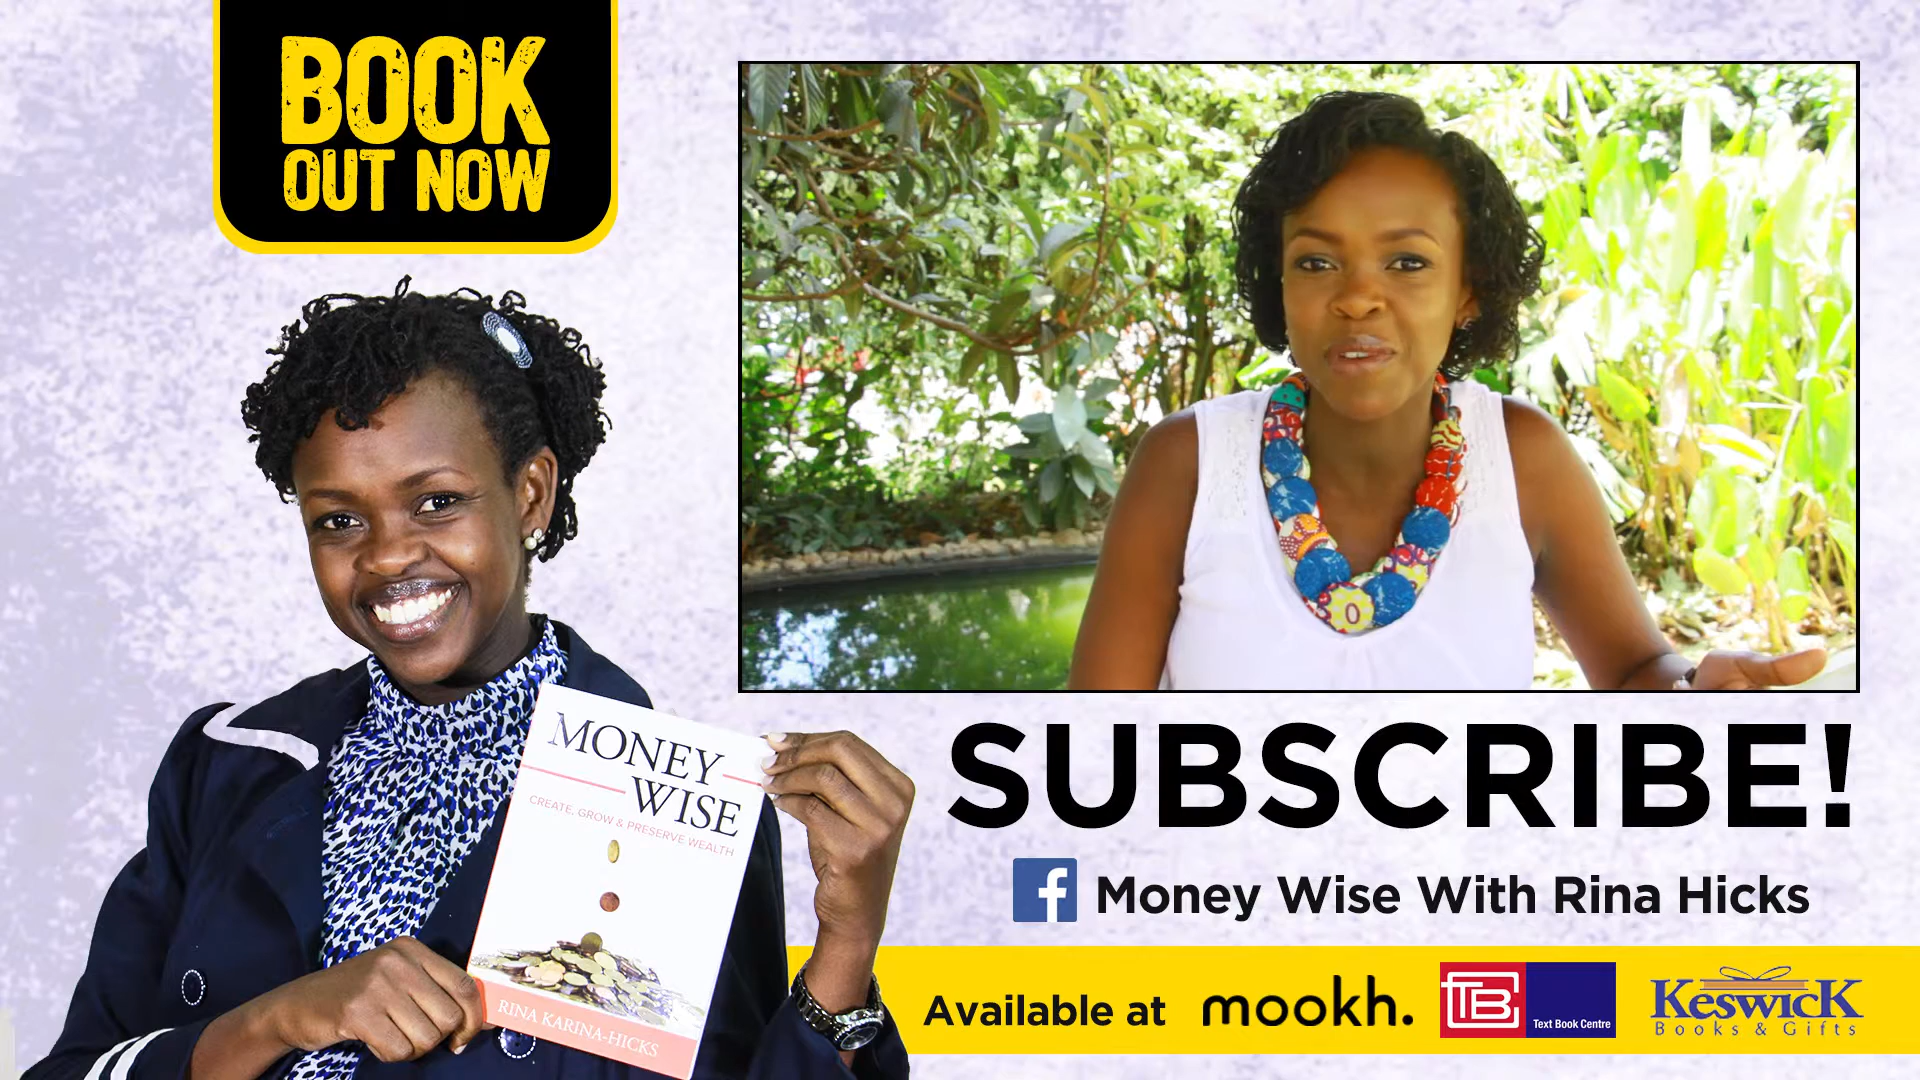 BOOK
OUT NOW
MONEY
WISE
CREATE, GROW & PRESERVE WEALTH
RINA KARINA-HICKS
SUBSCRIBE!
f Money Wise With Rina Hicks
Available at mookh. TBC Text Book Centre KESWICK
Books & Gifts